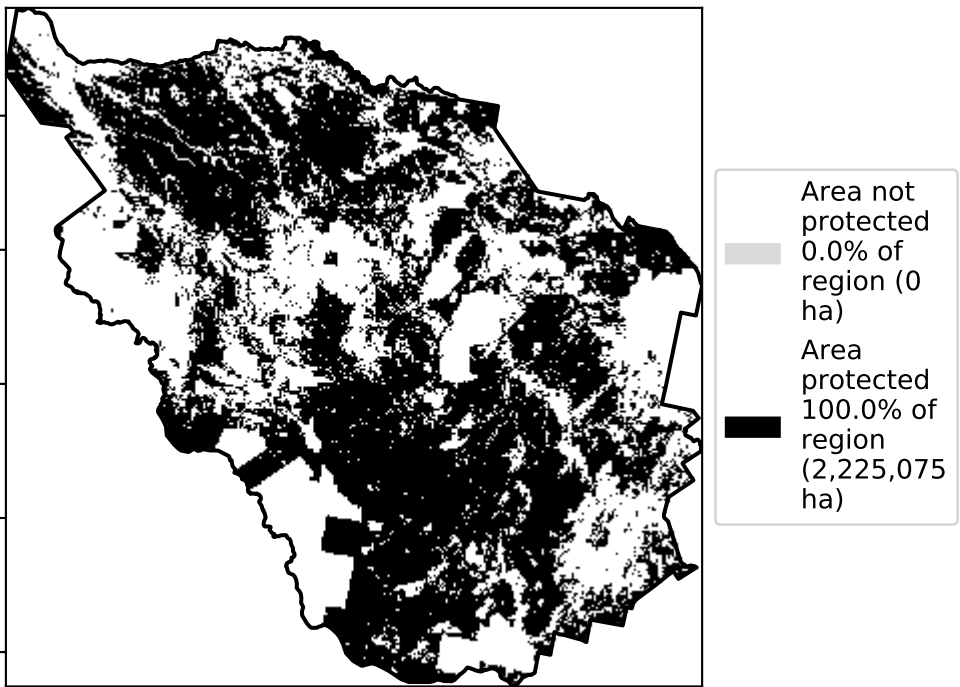 Area not
protected
0.0% of
region (0
ha)
Area
protected
100.0% of
region
(2,225,075
ha)